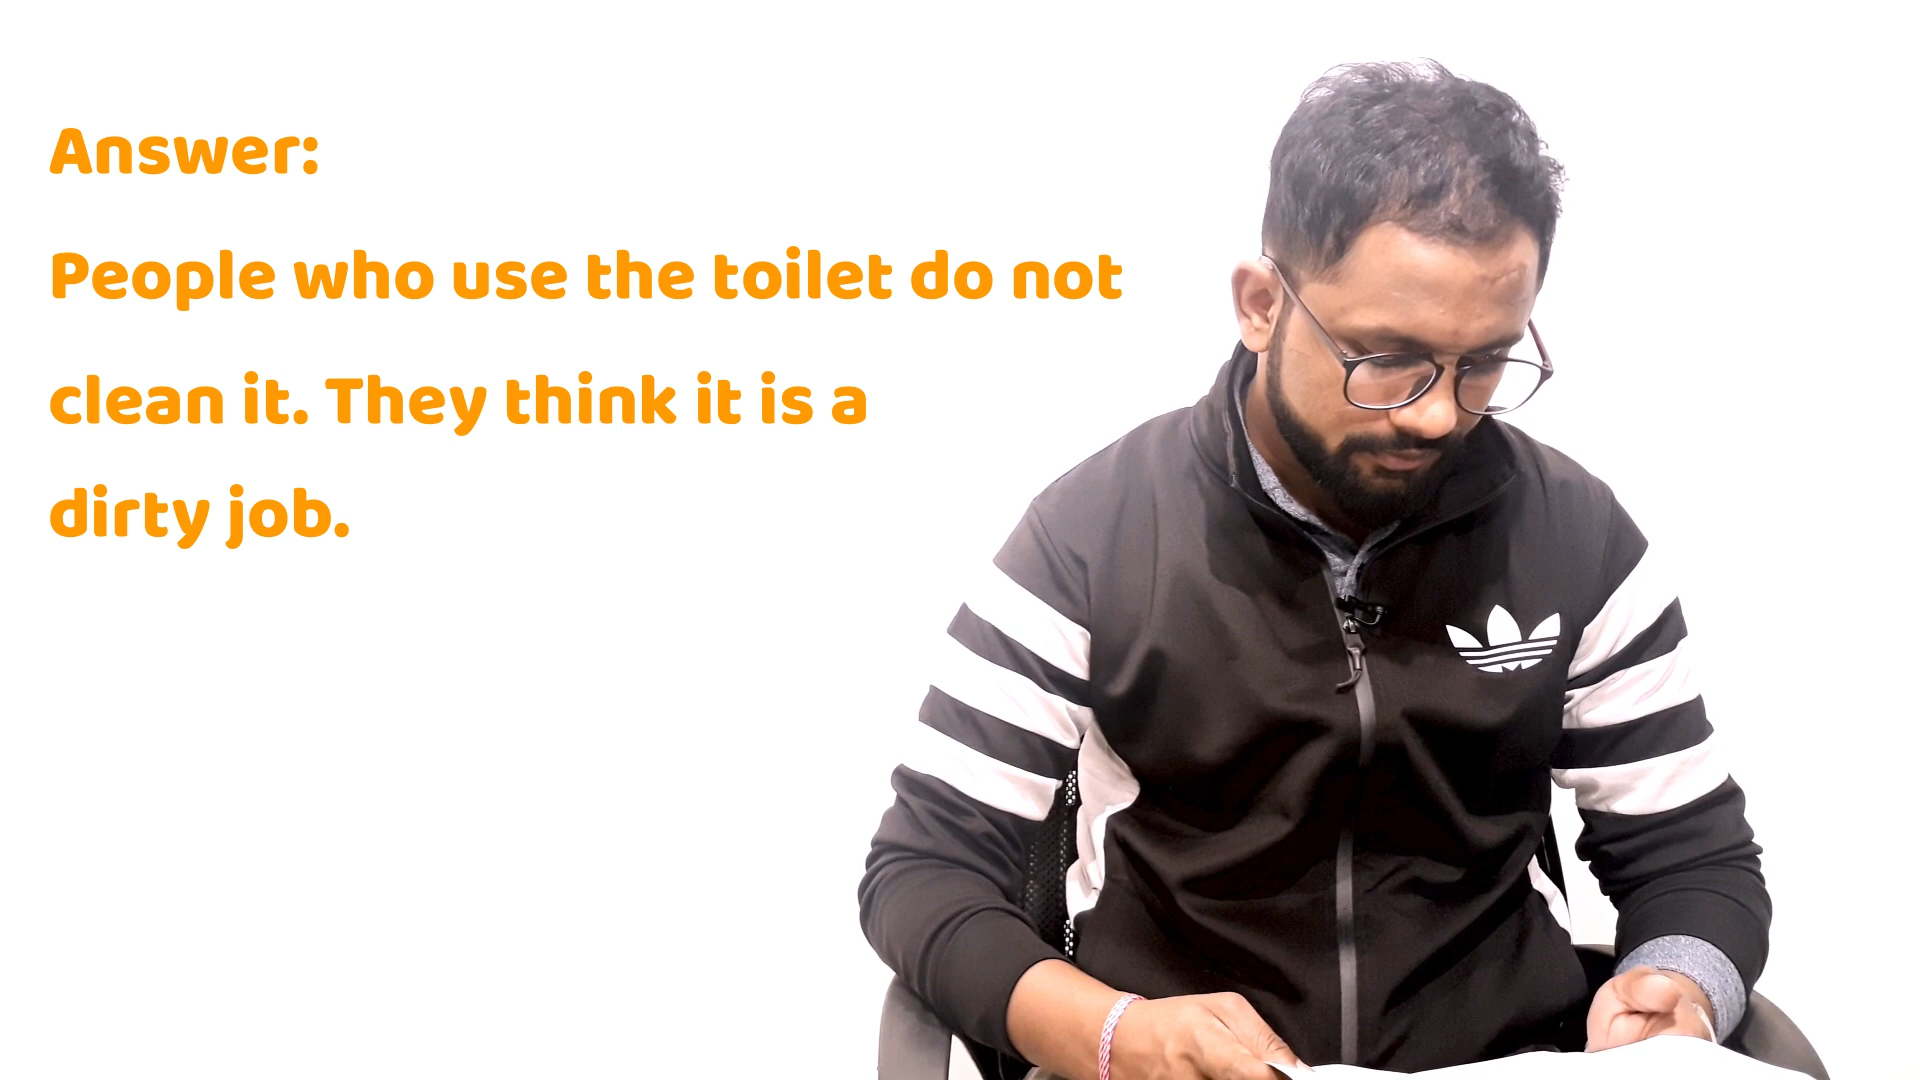 Answer:
People who use the toilet do not
clean it. They think it is a
dirty job.